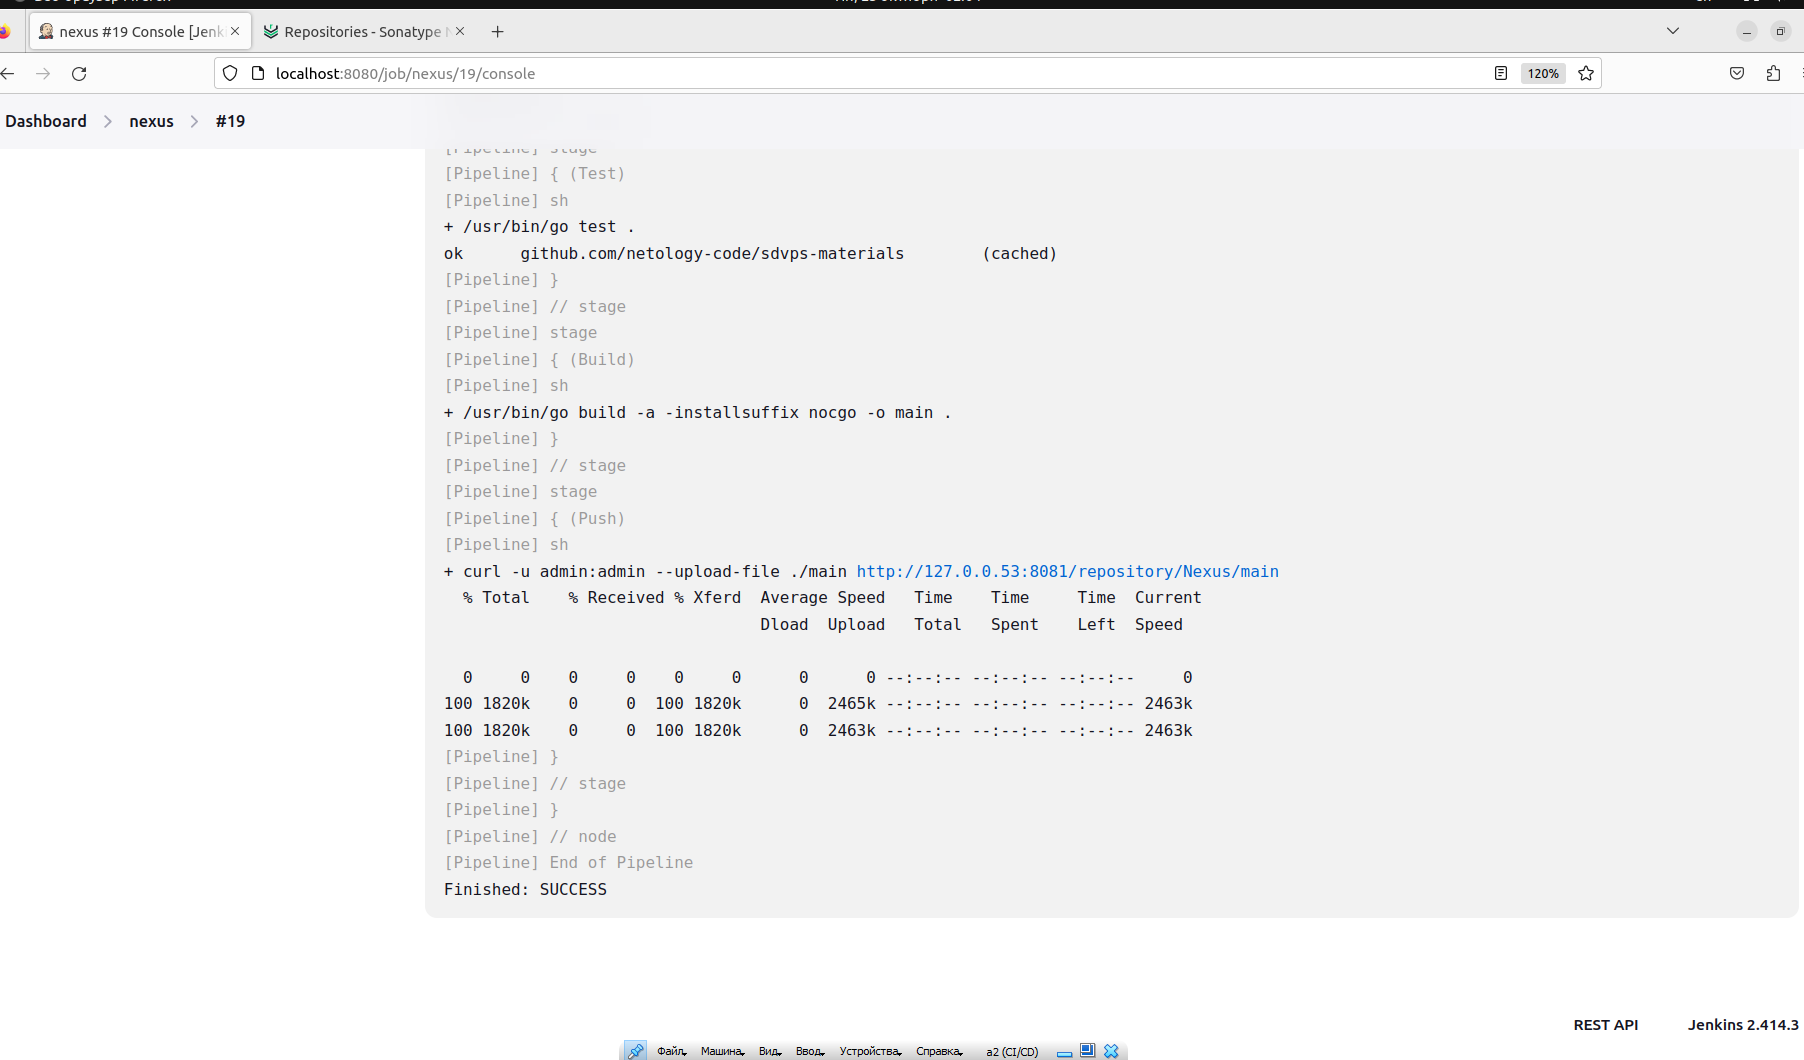 nexus #19 Console [Jenk
Repositories - Sonatype N
localhost:8080/job/nexus/19/console
120%
Dashboard
nexus
#19
[Pipeline] stage
[Pipeline] { (Test)
[Pipeline] sh
+ /usr/bin/go test .
ok github.com/netology-code/sdvps-materials (cached)
[Pipeline] }
[Pipeline] // stage
[Pipeline] stage
[Pipeline] { (Build)
[Pipeline] sh
+ /usr/bin/go build -a -installsuffix nocgo -o main .
[Pipeline] }
[Pipeline] // stage
[Pipeline] stage
[Pipeline] { (Push)
[Pipeline] sh
+ curl -u admin:admin --upload-file ./main http://127.0.0.53:8081/repository/Nexus/main
% Total % Received % Xferd Average Speed Time Time Time Current
Dload Upload Total Spent Left Speed
0 0 0 0 0 0 0 0 --:--:-- --:--:-- --:--:-- 0
100 1820k 0 0 100 1820k 0 2465k --:--:-- --:--:-- --:--:-- 2463k
100 1820k 0 0 100 1820k 0 2463k --:--:-- --:--:-- --:--:-- 2463k
[Pipeline] }
[Pipeline] // stage
[Pipeline] }
[Pipeline] // node
[Pipeline] End of Pipeline
Finished: SUCCESS
REST API
Jenkins 2.414.3
Файл Машина Вид Ввод Устройства Справка a2 (CI/CD)